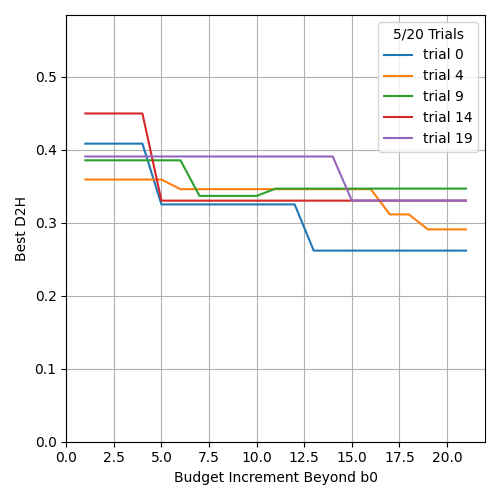 5/20 Trials
trial 0
trial 4
trial 9
trial 14
trial 19
Best D2H
0.5
0.4
0.3
0.2
0.1
0.0
0.0 2.5 5.0 7.5 10.0 12.5 15.0 17.5 20.0
Budget Increment Beyond b0